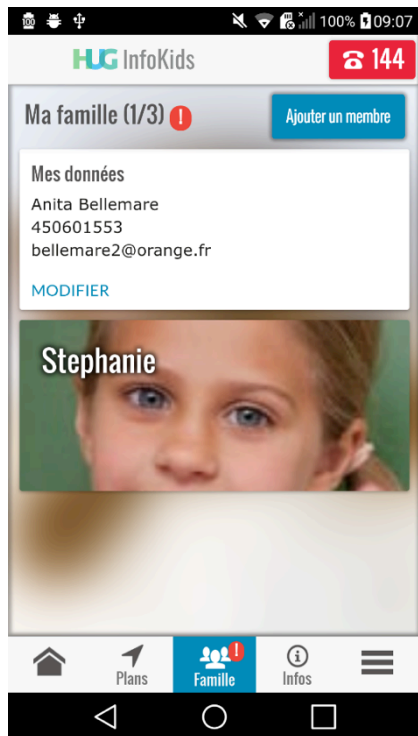 100% 09:07
HUG InfoKids
144
Ma famille (1/3) !
Ajouter un membre
Mes données
Anita Bellemare
450601553
bellemare2@orange.fr
MODIFIER
Stephanie
!
Plans
Famille
Infos